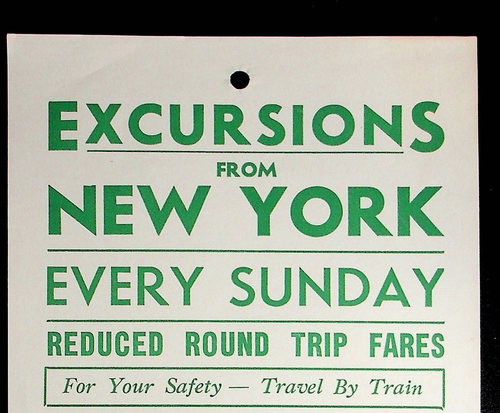 EXCURSIONS
FROM
NEW YORK
EVERY SUNDAY
REDUCED ROUND TRIP FARES
For Your Safety — Travel By Train